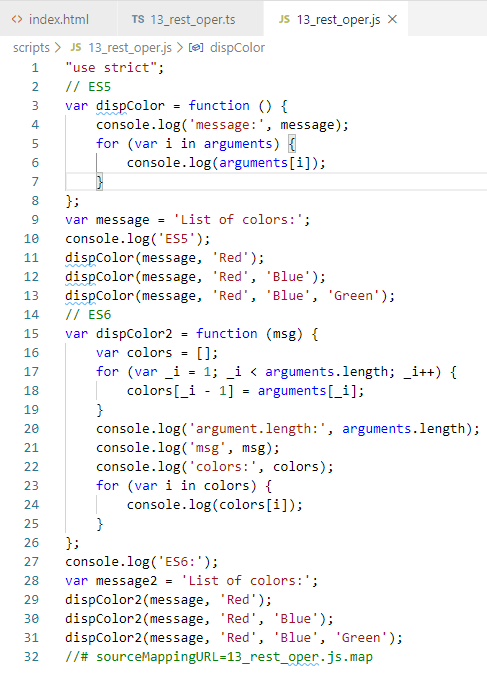 <> index.html TS 13_rest_oper.ts JS 13_rest_oper.js ×
scripts > JS 13_rest_oper.js > dispColor
1 "use strict";
2 // ES5
3 var dispColor = function () {
4     console.log('message:', message);
5     for (var i in arguments) {
6         console.log(arguments[i]);
7     }
8 };
9 var message = 'List of colors:';
10 console.log('ES5');
11 dispColor(message, 'Red');
12 dispColor(message, 'Red', 'Blue');
13 dispColor(message, 'Red', 'Blue', 'Green');
14 // ES6
15 var dispColor2 = function (msg) {
16     var colors = [];
17     for (var _i = 1; _i < arguments.length; _i++) {
18         colors[_i - 1] = arguments[_i];
19     }
20     console.log('argument.length:', arguments.length);
21     console.log('msg', msg);
22     console.log('colors:', colors);
23     for (var i in colors) {
24         console.log(colors[i]);
25     }
26 };
27 console.log('ES6:');
28 var message2 = 'List of colors:';
29 dispColor2(message, 'Red');
30 dispColor2(message, 'Red', 'Blue');
31 dispColor2(message, 'Red', 'Blue', 'Green');
32 //# sourceMappingURL=13_rest_oper.js.map